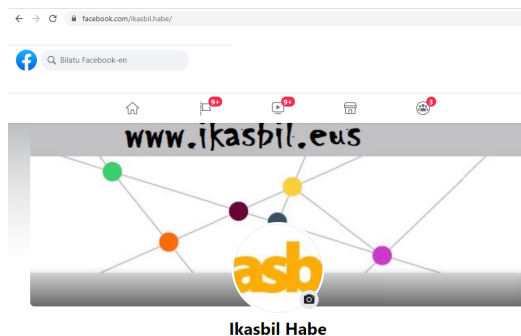 facebook.com/ikasbil.habe/
Bilatu Facebook-en
9+
9+
3
www.ikasbil.eus
asb
Ikasbil Habe